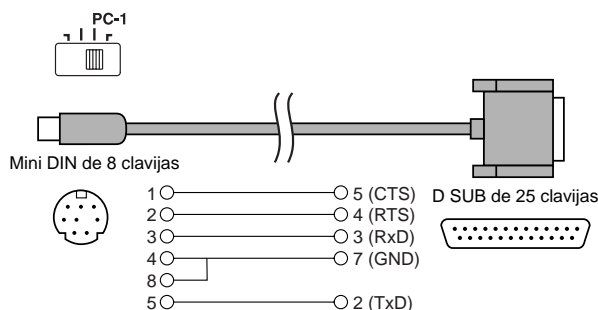 PC-1
Mini DIN de 8 clavijas
D SUB de 25 clavijas
1 5 (CTS)
2 4 (RTS)
3 3 (RxD)
4 7 (GND)
8
5 2 (TxD)